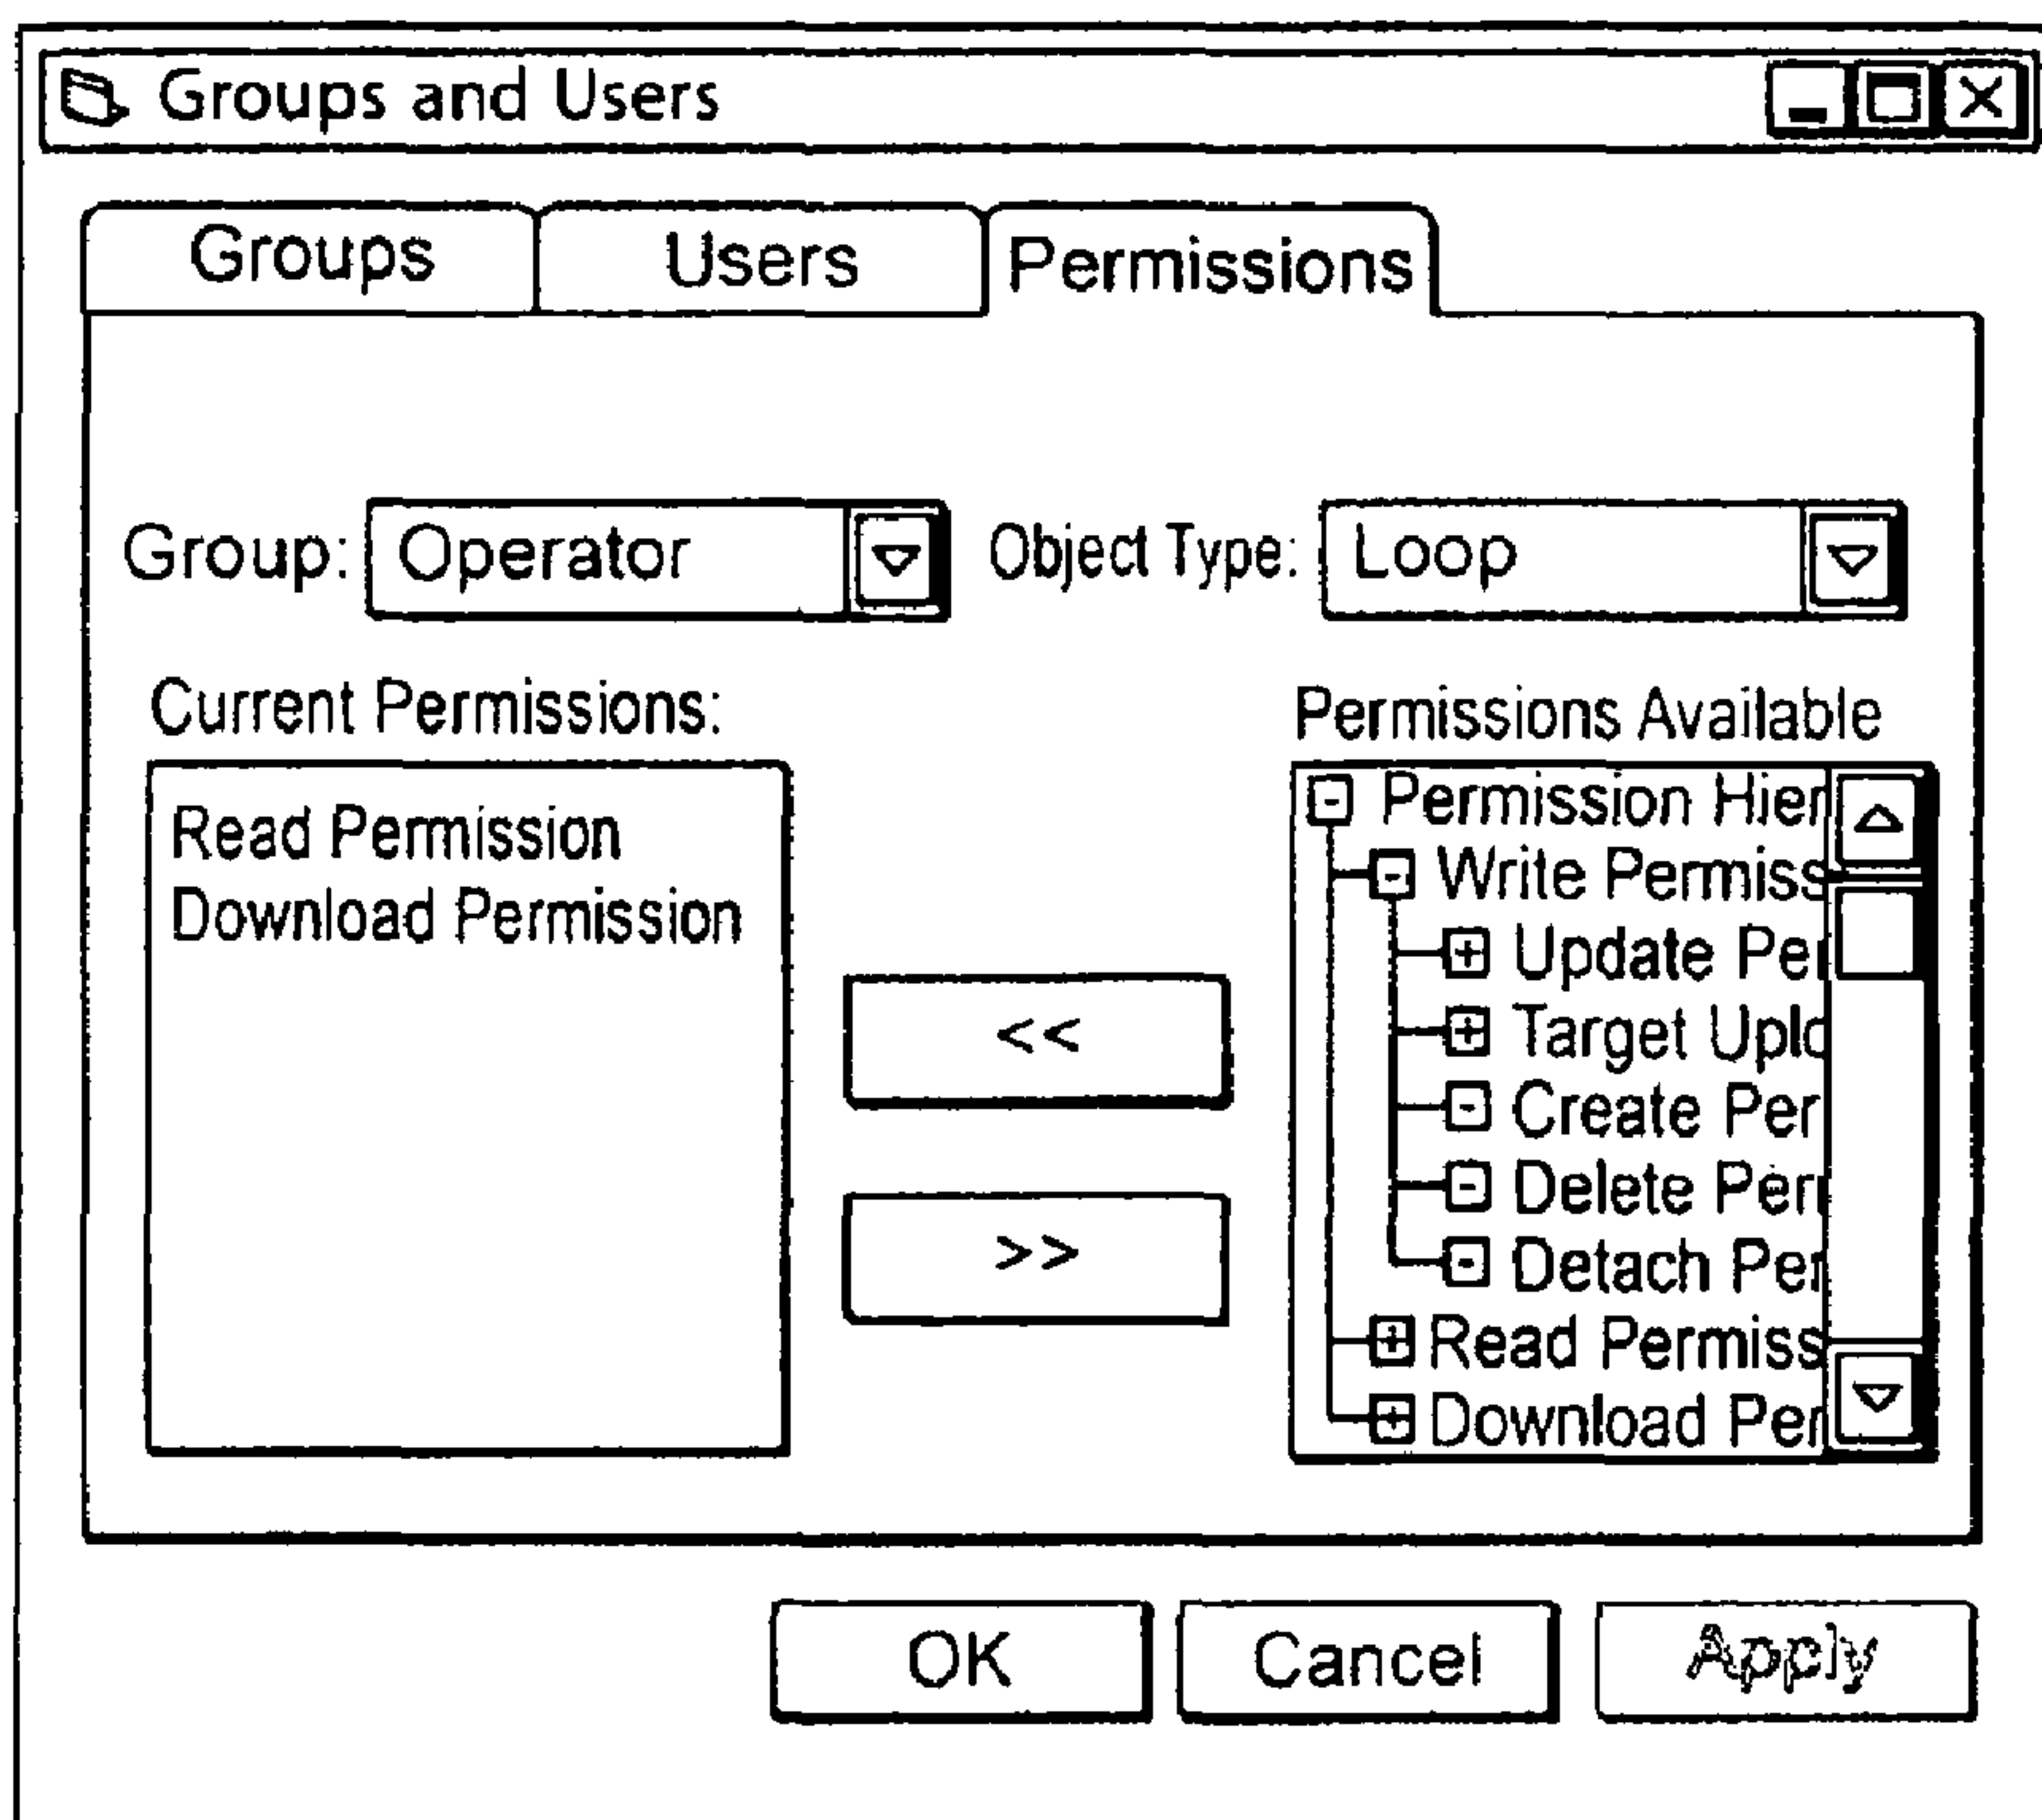 Groups and Users
Groups Users Permissions
Group: Operator Object Type: Loop
Current Permissions:
Permissions Available
Read Permission
Download Permission
<<
>>
Permission Hier
Write Permiss
Update Per
Target Uplo
Create Per
Delete Per
Detach Per
Read Permiss
Download Per
OK Cancel Apply